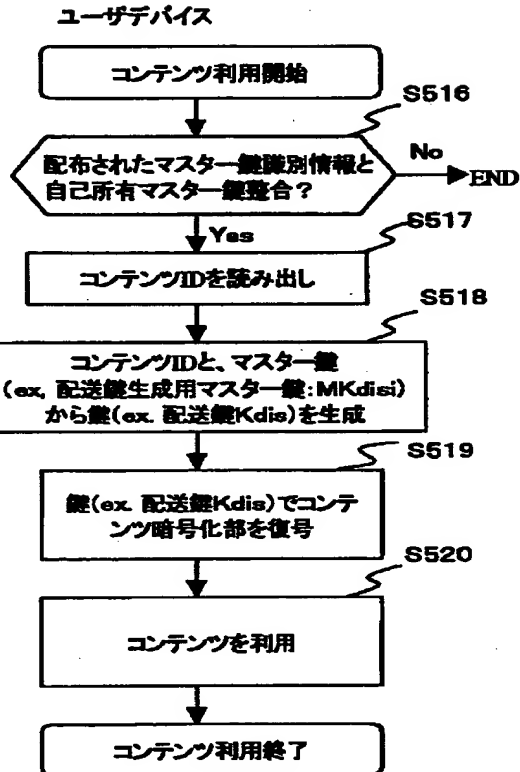 ユーザデバイス
コンテンツ利用開始
S516
配布されたマスター鍵識別情報と
自己所有マスター鍵整合？
No
END
Yes
S517
コンテンツIDを読み出し
S518
コンテンツIDと、マスター鍵
(ex, 配送鍵生成用マスター鍵:MKdisi)
から鍵(ex. 配送鍵Kdis)を生成
S519
鍵(ex. 配送鍵Kdis)でコンテ
ンツ暗号化部を復号
S520
コンテンツを利用
コンテンツ利用終了